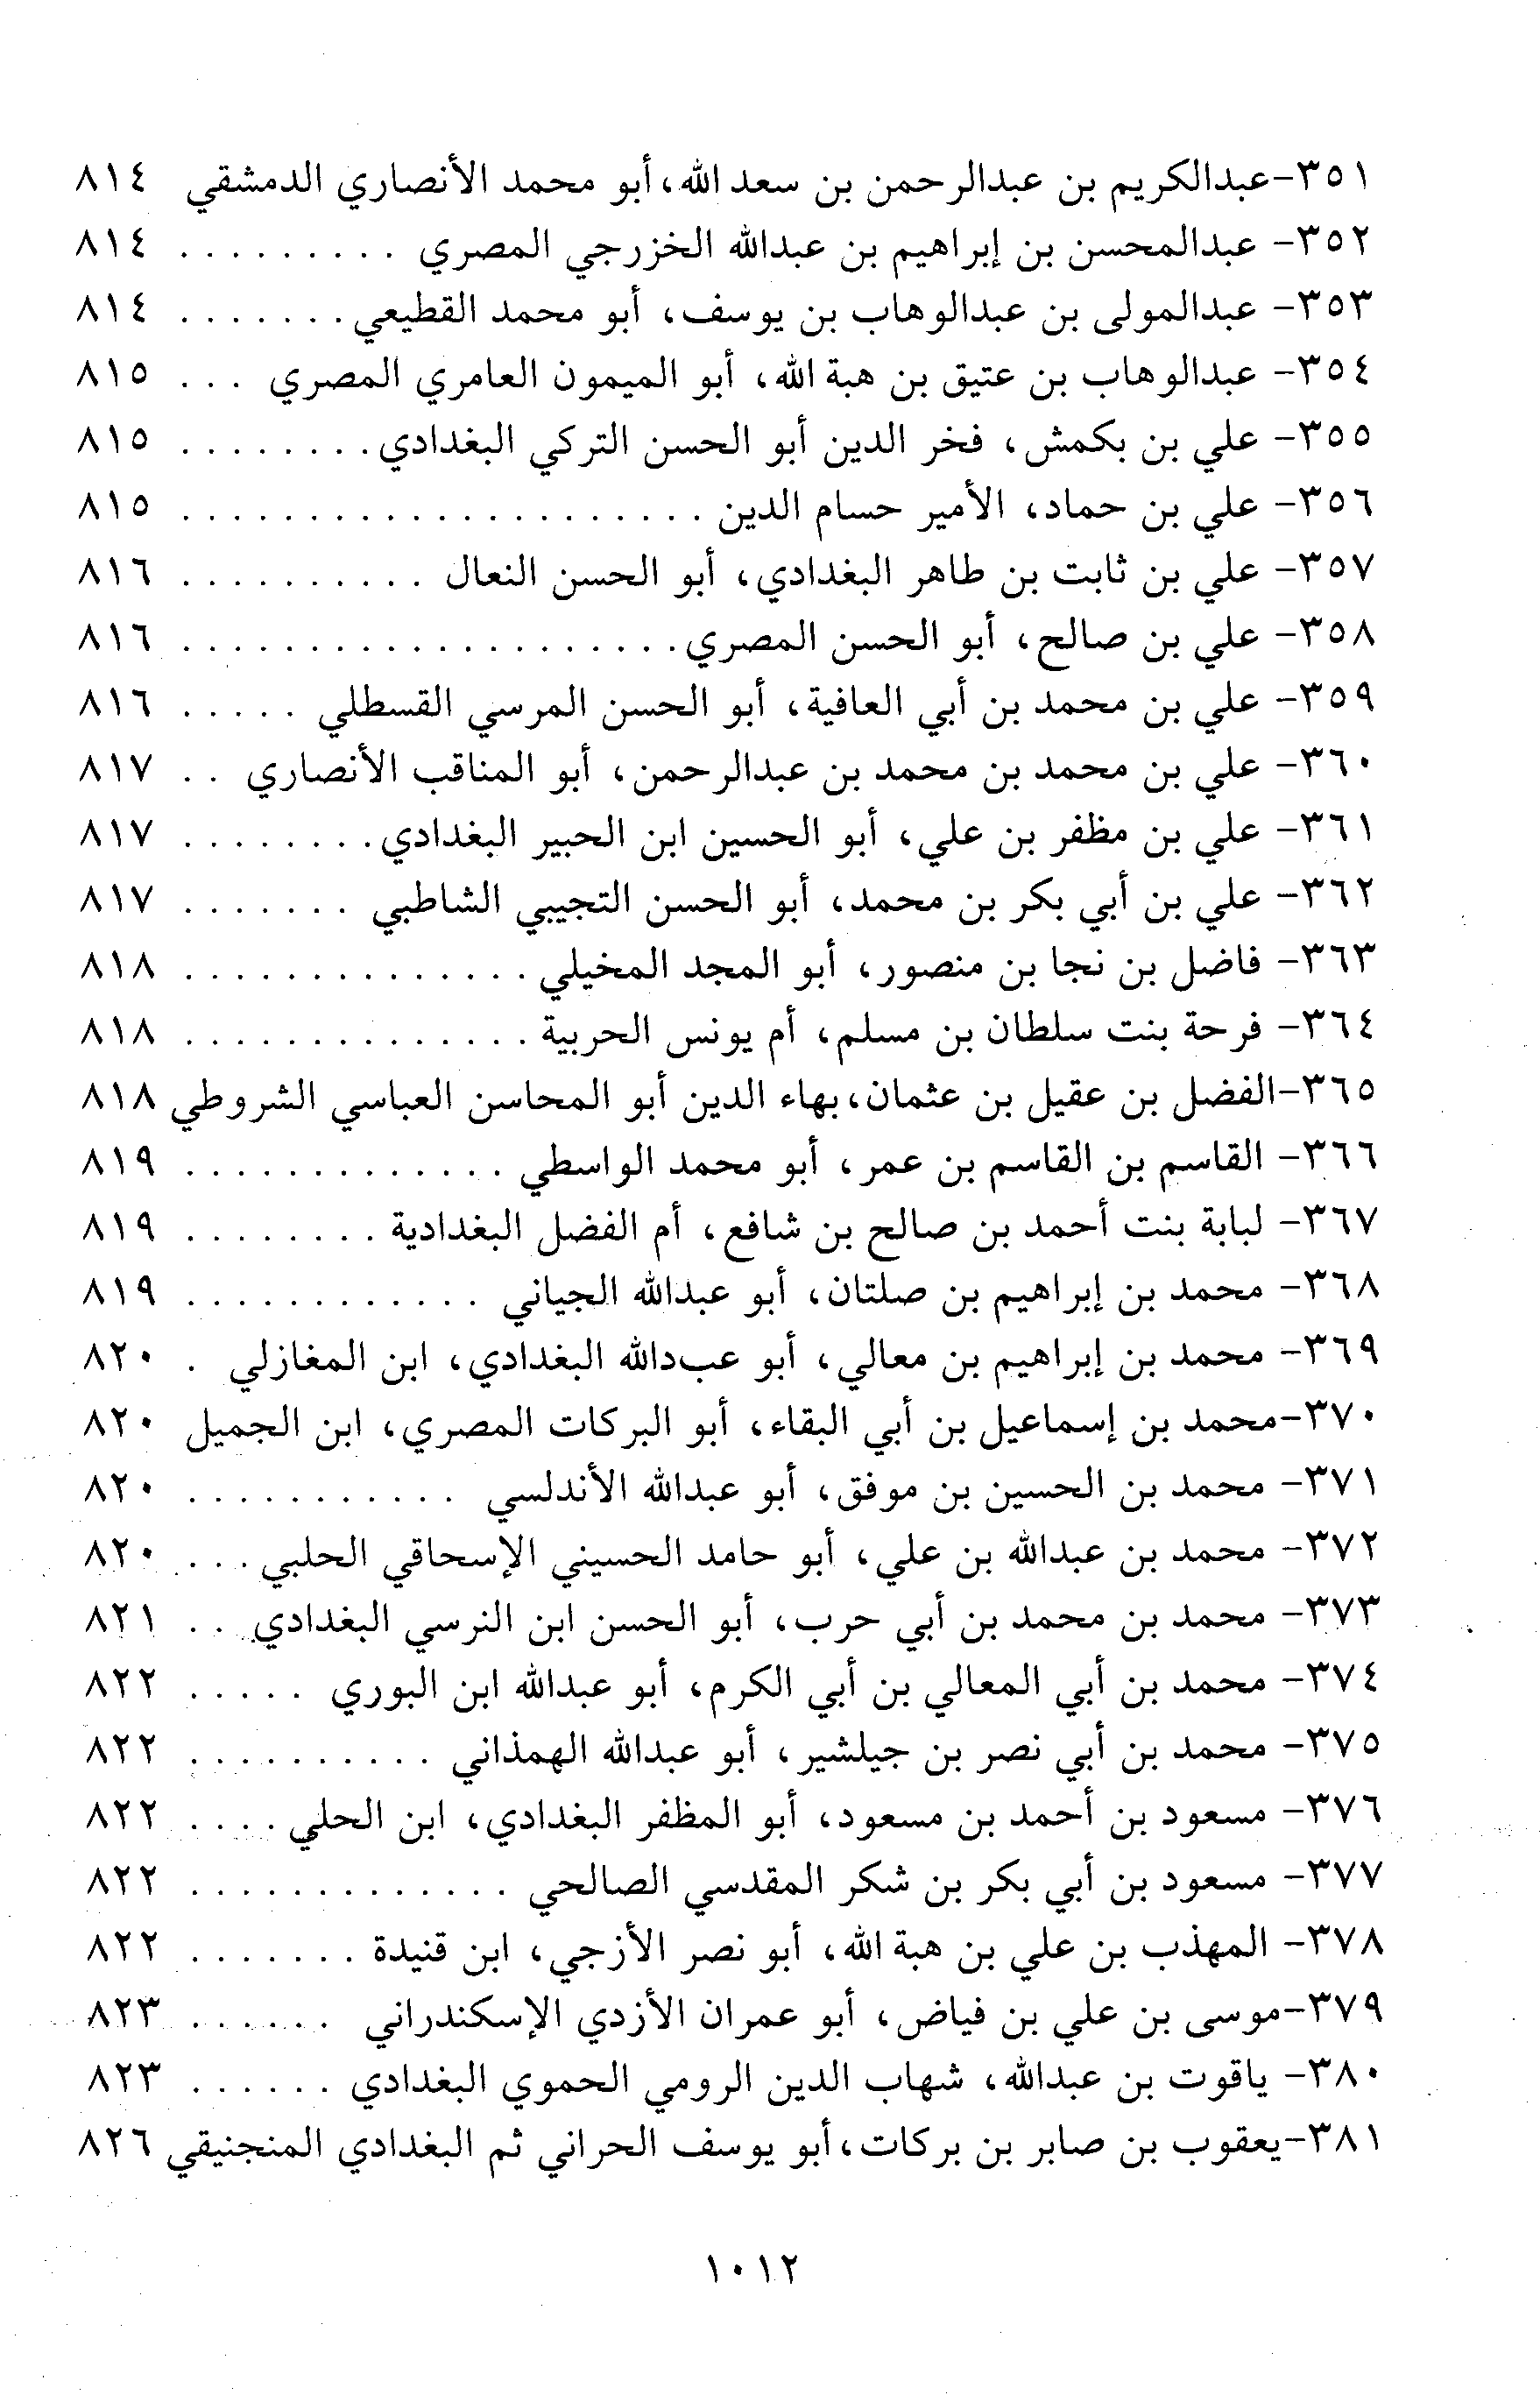 ٣٥١-عبدالكريم بن عبدالرحمن بن سعد الله، أبو محمد الأنصاري الدمشقي ٨١٤
٣٥٢- عبدالمحسن بن إبراهيم بن عبدالله الخزرجي المصري . . . . . . . . . ٨١٤
٣٥٣- عبدالمولى بن عبدالوهاب بن يوسف، أبو محمد القطيعي . . . . . . . ٨١٤
٣٥٤- عبدالوهاب بن عتيق بن هبة الله، أبو الميمون العامري المصري . . . ٨١٥
٣٥٥- علي بن بكمش، فخر الدين أبو الحسن التركي البغدادي . . . . . . . . ٨١٥
٣٥٦- علي بن حماد، الأمير حسام الدين . . . . . . . . . . . . . . . . . . . . . ٨١٥
٣٥٧- علي بن ثابت بن طاهر البغدادي، أبو الحسن النعال . . . . . . . . . . ٨١٦
٣٥٨- علي بن صالح، أبو الحسن المصري . . . . . . . . . . . . . . . . . . . . ٨١٦
٣٥٩- علي بن محمد بن أبي العافية، أبو الحسن المرسي القسطلي . . . . . ٨١٦
٣٦٠- علي بن محمد بن محمد بن عبدالرحمن، أبو المناقب الأنصاري . . ٨١٧
٣٦١- علي بن مظفر بن علي، أبو الحسين ابن الحبير البغدادي . . . . . . . . ٨١٧
٣٦٢- علي بن أبي بكر بن محمد، أبو الحسن التجيبي الشاطبي . . . . . . . ٨١٧
٣٦٣- فاضل بن نجا بن منصور، أبو المجد المخيلي . . . . . . . . . . . . . . ٨١٨
٣٦٤- فرحة بنت سلطان بن مسلم، أم يونس الحربية . . . . . . . . . . . . . . ٨١٨
٣٦٥-الفضل بن عقيل بن عثمان، بهاء الدين أبو المحاسن العباسي الشروطي ٨١٨
٣٦٦- القاسم بن القاسم بن عمر، أبو محمد الواسطي . . . . . . . . . . . . . ٨١٩
٣٦٧- لبابة بنت أحمد بن صالح بن شافع، أم الفضل البغدادية . . . . . . . . ٨١٩
٣٦٨- محمد بن إبراهيم بن صلتان، أبو عبدالله الجياني . . . . . . . . . . . . ٨١٩
٣٦٩- محمد بن إبراهيم بن معالي، أبو عبدالله البغدادي، ابن المغازلي . ٨٢٠
٣٧٠-محمد بن إسماعيل بن أبي البقاء، أبو البركات المصري، ابن الجميل ٨٢٠
٣٧١- محمد بن الحسين بن موفق، أبو عبدالله الأندلسي . . . . . . . . . . . ٨٢٠
٣٧٢- محمد بن عبدالله بن علي، أبو حامد الحسيني الإسحاقي الحلبي . . . ٨٢٠
٣٧٣- محمد بن محمد بن أبي حرب، أبو الحسن ابن النرسي البغدادي . . ٨٢١
٣٧٤- محمد بن أبي المعالي بن أبي الكرم، أبو عبدالله ابن البوري . . . . . ٨٢٢
٣٧٥- محمد بن أبي نصر بن جيلشير، أبو عبدالله الهمذاني . . . . . . . . . . ٨٢٢
٣٧٦- مسعود بن أحمد بن مسعود، أبو المظفر البغدادي، ابن الحلي . . . . ٨٢٢
٣٧٧- مسعود بن أبي بكر بن شكر المقدسي الصالحي . . . . . . . . . . . . . ٨٢٢
٣٧٨- المهذب بن علي بن هبة الله، أبو نصر الأزجي، ابن قنيدة . . . . . . . ٨٢٢
٣٧٩-موسى بن علي بن فياض، أبو عمران الأزدي الإسكندراني . . . . . . ٨٢٣
٣٨٠- ياقوت بن عبدالله، شهاب الدين الرومي الحموي البغدادي . . . . . . ٨٢٣
٣٨١-يعقوب بن صابر بن بركات، أبو يوسف الحراني ثم البغدادي المنجنيقي ٨٢٦
١٠١٢